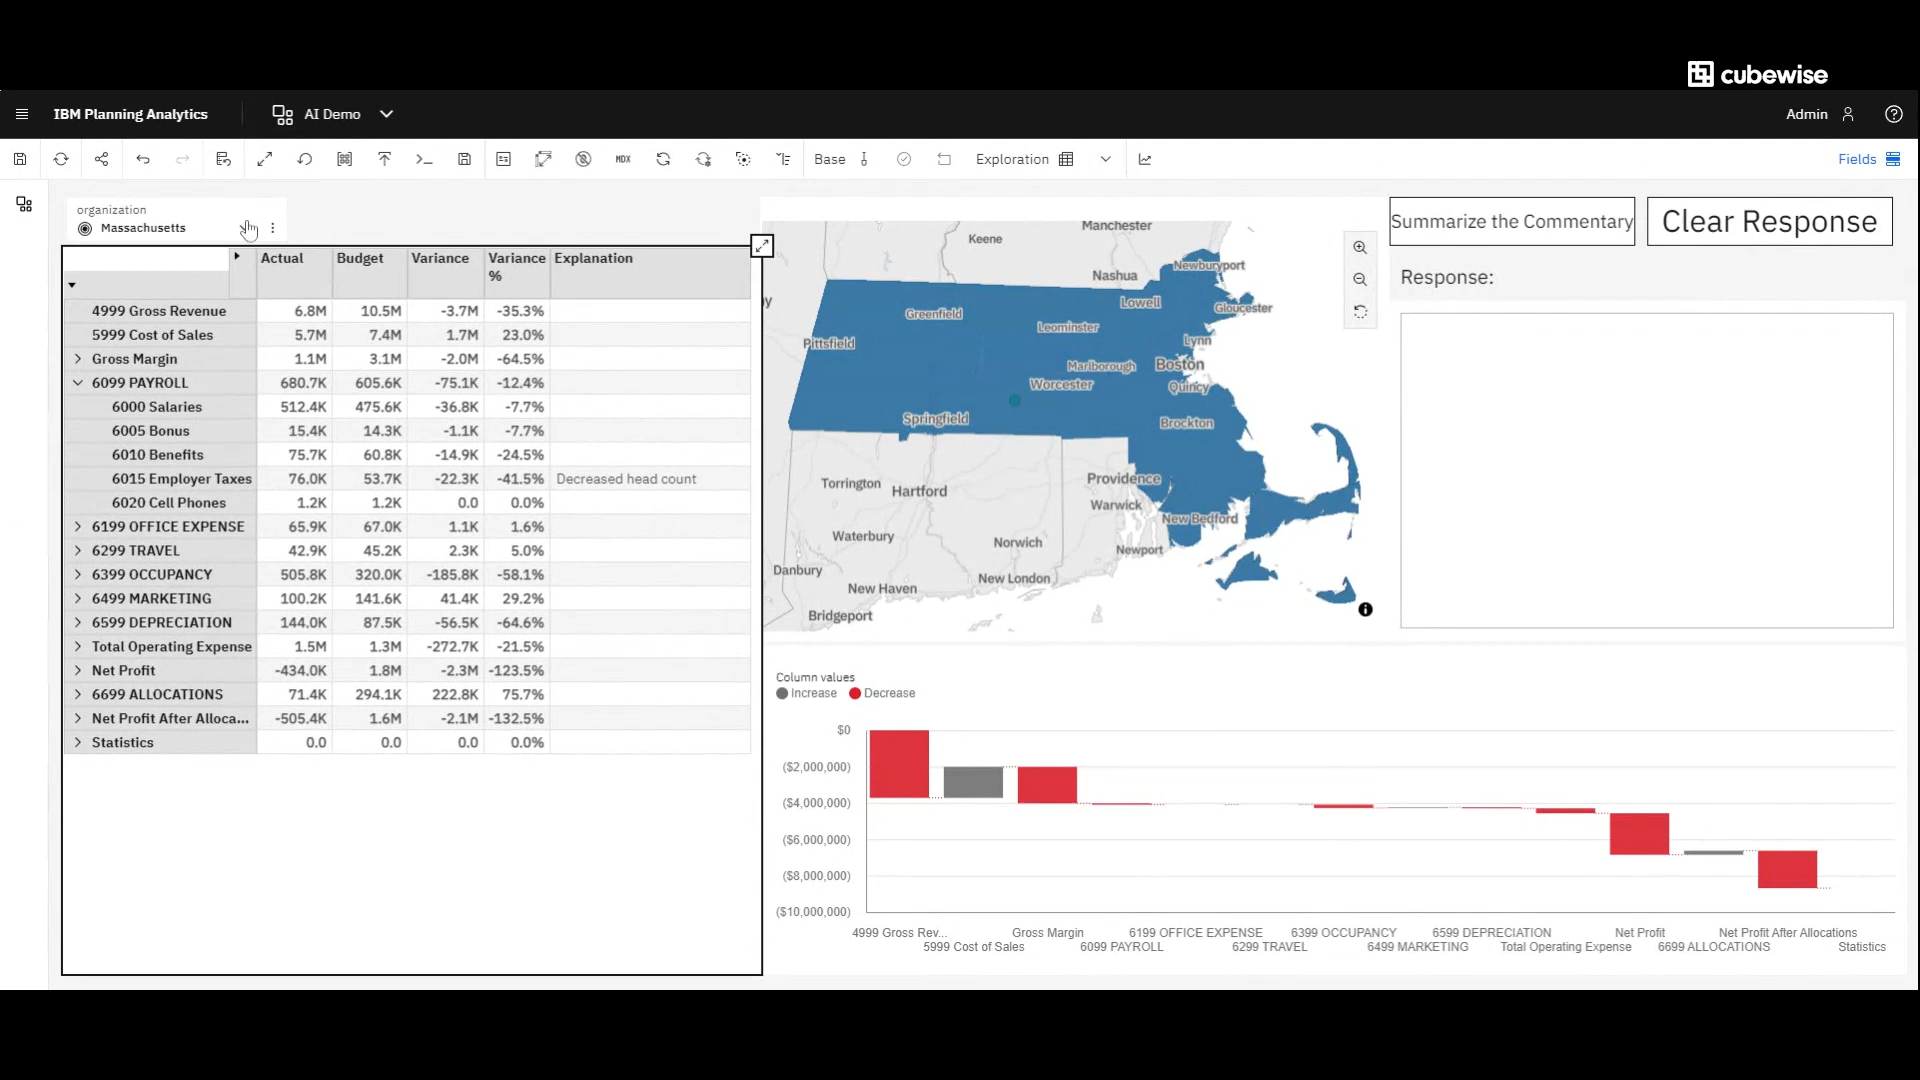 cubewise
IBM Planning Analytics
AI Demo
Admin
MDX
Base
Exploration
Fields
organization
Massachusetts
Actual Budget Variance Variance % Explanation
4999 Gross Revenue 6.8M 10.5M -3.7M -35.3%
5999 Cost of Sales 5.7M 7.4M 1.7M 23.0%
Gross Margin 1.1M 3.1M -2.0M -64.5%
6099 PAYROLL 680.7K 605.6K -75.1K -12.4%
6000 Salaries 512.4K 475.6K -36.8K -7.7%
6005 Bonus 15.4K 14.3K -1.1K -7.7%
6010 Benefits 75.7K 60.8K -14.9K -24.5%
6015 Employer Taxes 76.0K 53.7K -22.3K -41.5% Decreased head count
6020 Cell Phones 1.2K 1.2K 0.0 0.0%
6199 OFFICE EXPENSE 65.9K 67.0K 1.1K 1.6%
6299 TRAVEL 42.9K 45.2K 2.3K 5.0%
6399 OCCUPANCY 505.8K 320.0K -185.8K -58.1%
6499 MARKETING 100.2K 141.6K 41.4K 29.2%
6599 DEPRECIATION 144.0K 87.5K -56.5K -64.6%
Total Operating Expense 1.5M 1.3M -272.7K -21.5%
Net Profit -434.0K 1.8M -2.3M -123.5%
6699 ALLOCATIONS 71.4K 294.1K 222.8K 75.7%
Net Profit After Alloca... -505.4K 1.6M -2.1M -132.5%
Statistics 0.0 0.0 0.0 0.0%
Manchester
Keene
Newburyport
Nashua
Lowell
Gloucester
Greenfield
Leominster
Lynn
Pittsfield
Marlborough
Boston
Worcester
Quincy
Springfield
Brockton
Providence
Torrington
Hartford
Warwick
New Bedford
Waterbury
Norwich
Newport
Danbury
New London
New Haven
Bridgeport
Summarize the Commentary
Clear Response
Response:
Column values
Increase Decrease
$0
($2,000,000)
($4,000,000)
($6,000,000)
($8,000,000)
($10,000,000)
4999 Gross Rev... Gross Margin 6199 OFFICE EXPENSE 6399 OCCUPANCY 6599 DEPRECIATION Net Profit Net Profit After Allocations
5999 Cost of Sales 6099 PAYROLL 6299 TRAVEL 6499 MARKETING Total Operating Expense 6699 ALLOCATIONS Statistics